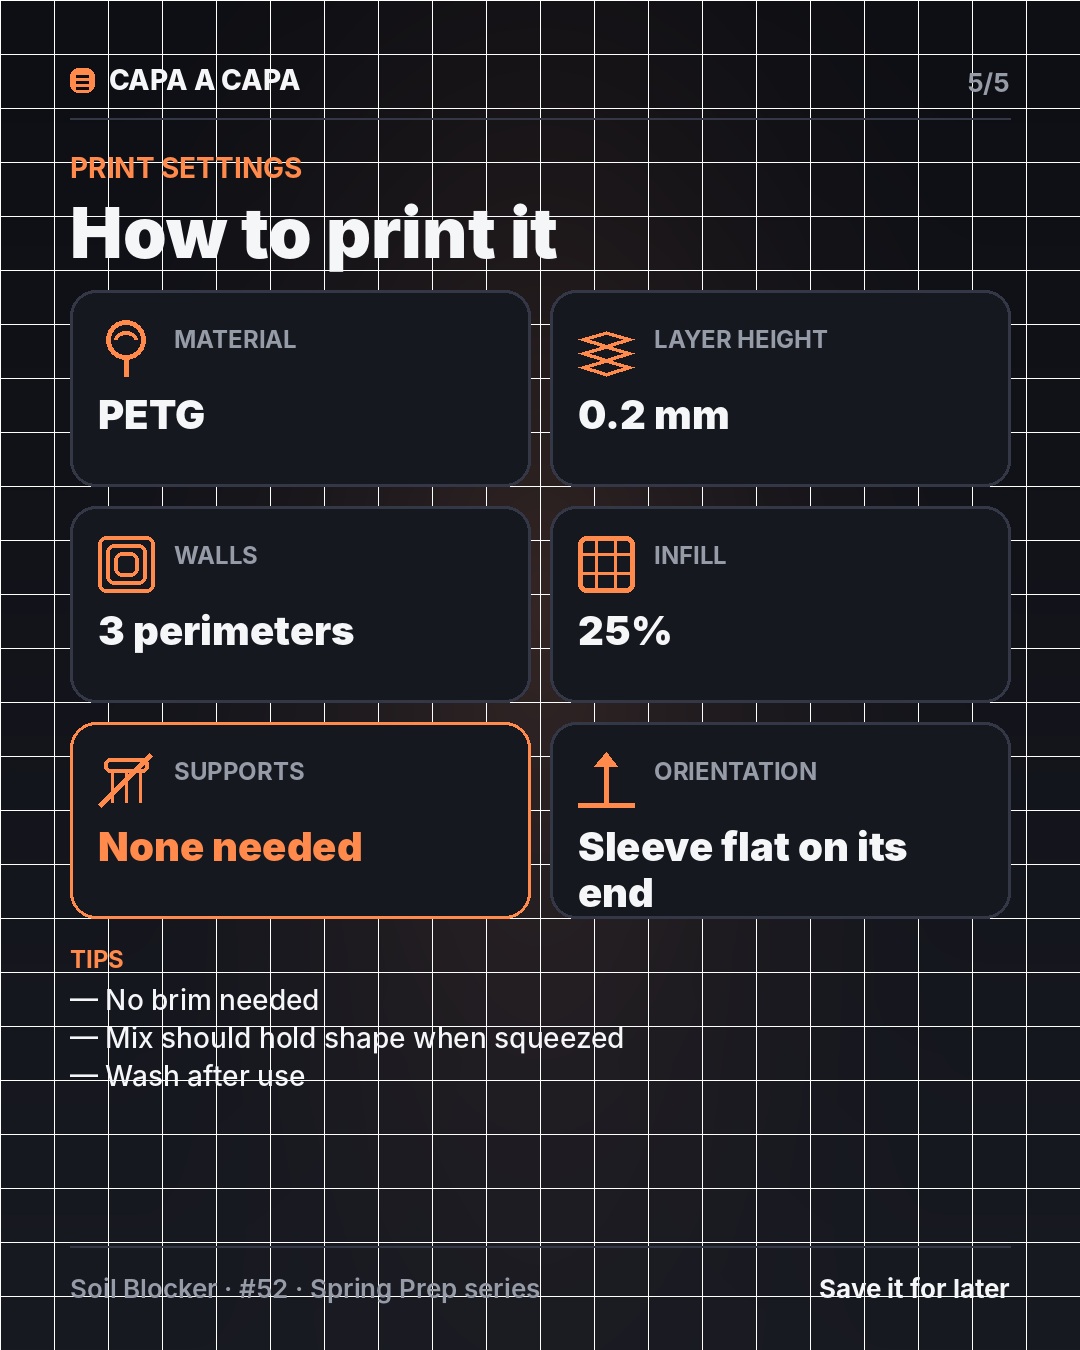 CAPA A CAPA
5/5
PRINT SETTINGS
How to print it
MATERIAL
PETG
LAYER HEIGHT
0.2 mm
WALLS
3 perimeters
INFILL
25%
SUPPORTS
None needed
ORIENTATION
Sleeve flat on its
end
TIPS
— No brim needed
— Mix should hold shape when squeezed
— Wash after use
Soil Blocker · #52 · Spring Prep series
Save it for later